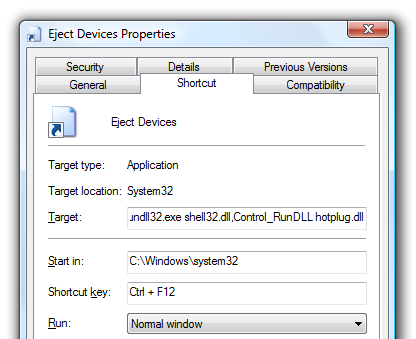 Eject Devices Properties
Security Details Previous Versions
General Shortcut Compatibility
Eject Devices
Target type: Application
Target location: System32
Target: undll32.exe shell32.dll,Control_RunDLL hotplug.dll
Start in: C:\Windows\system32
Shortcut key: Ctrl + F12
Run: Normal window